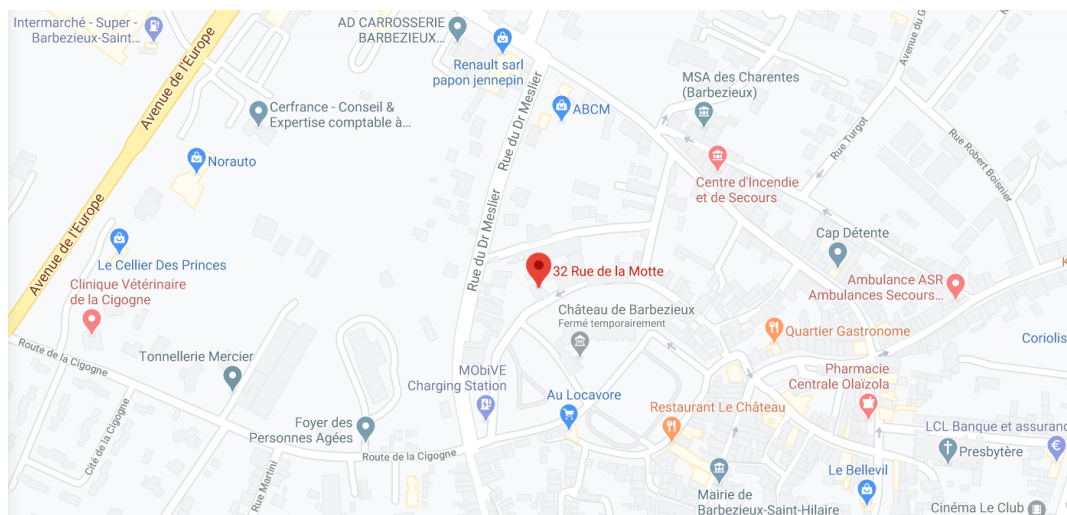 Intermarché - Super -
Barbezieux-Saint...
AD CARROSSERIE
BARBEZIEUX...
Avenue du G
Renault sarl
papon jennepin
Avenue de l'Europe
MSA des Charentes
(Barbezieux)
Cerfrance - Conseil &
Expertise comptable à...
ABCM
Rue du Dr Meslier
Rue Turgot
Rue Robert Boisnier
Norauto
Centre d'Incendie
et de Secours
Avenue de l'Europe
Rue du Dr Meslier
Cap Détente
Le Cellier Des Princes
32 Rue de la Motte
K
Clinique Vétérinaire
de la Cigogne
Ambulance ASR
Ambulances Secours...
Château de Barbezieux
Fermé temporairement
Quartier Gastronome
Coriolis
Route de la Cigogne
Tonnellerie Mercier
MObiVE
Charging Station
Pharmacie
Centrale Olaïzola
Au Locavore
Restaurant Le Château
Foyer des
Personnes Agées
LCL Banque et assuranc
Cité de la Cigogne
Route de la Cigogne
Presbytère
Rue Martini
Le Bellevil
Mairie de
Barbezieux-Saint-Hilaire
Cinéma Le Club